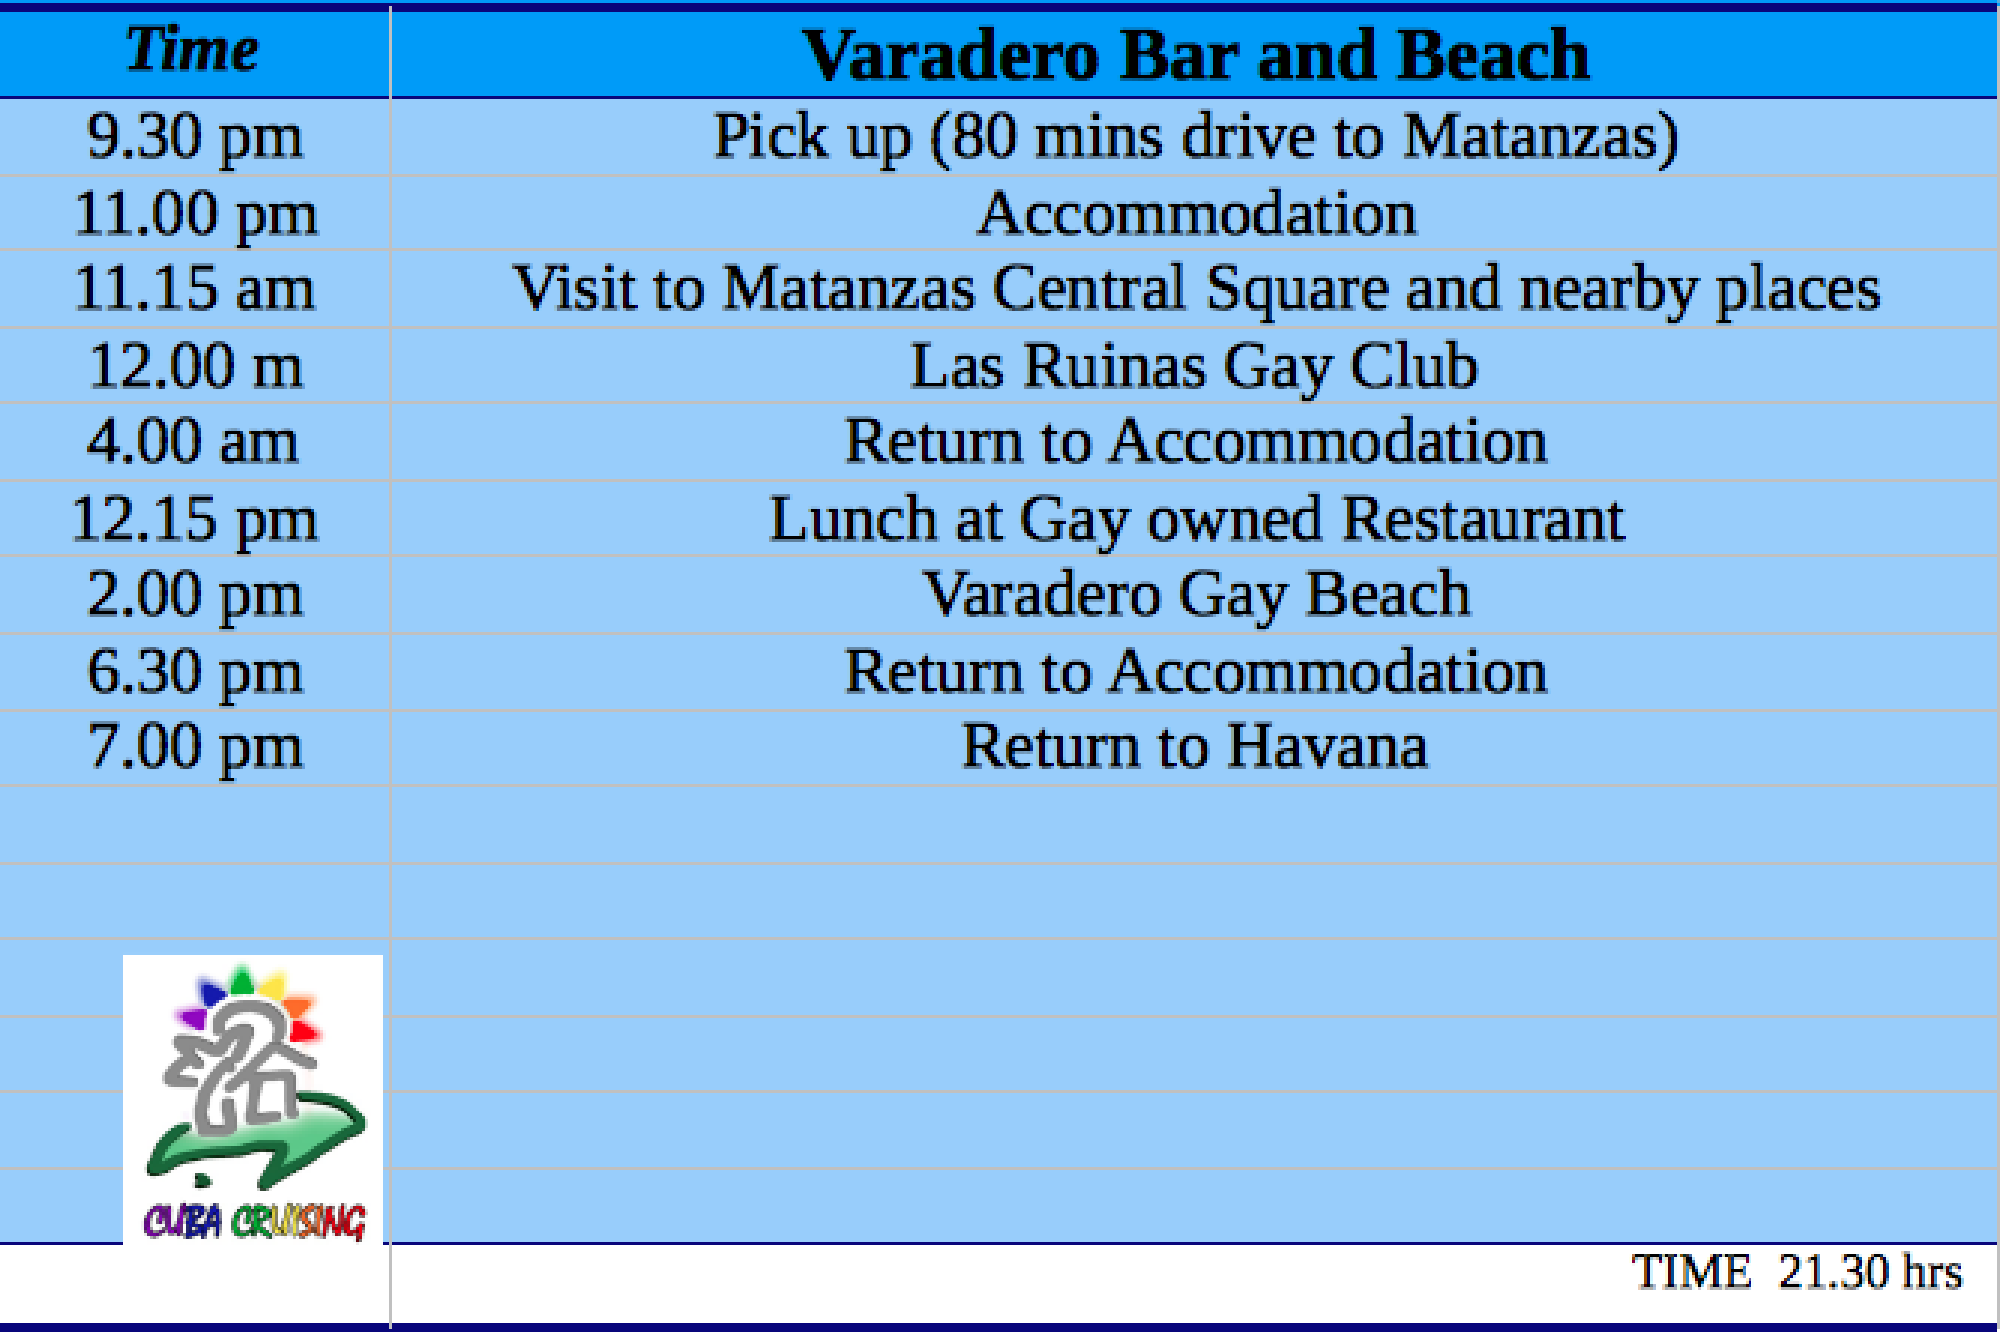 Time Varadero Bar and Beach
9.30 pm Pick up (80 mins drive to Matanzas)
11.00 pm Accommodation
11.15 am Visit to Matanzas Central Square and nearby places
12.00 m Las Ruinas Gay Club
4.00 am Return to Accommodation
12.15 pm Lunch at Gay owned Restaurant
2.00 pm Varadero Gay Beach
6.30 pm Return to Accommodation
7.00 pm Return to Havana
CUBA CRUISING
TIME 21.30 hrs